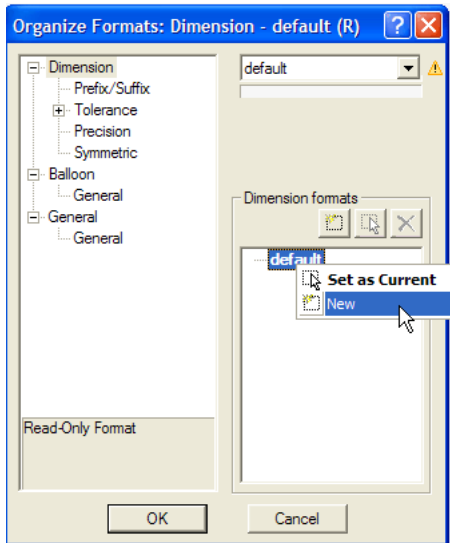 Organize Formats: Dimension - default (R)
Dimension
Prefix/Suffix
Tolerance
Precision
Symmetric
Balloon
General
General
General
Read-Only Format
default
Dimension formats
default
Set as Current
New
OK
Cancel